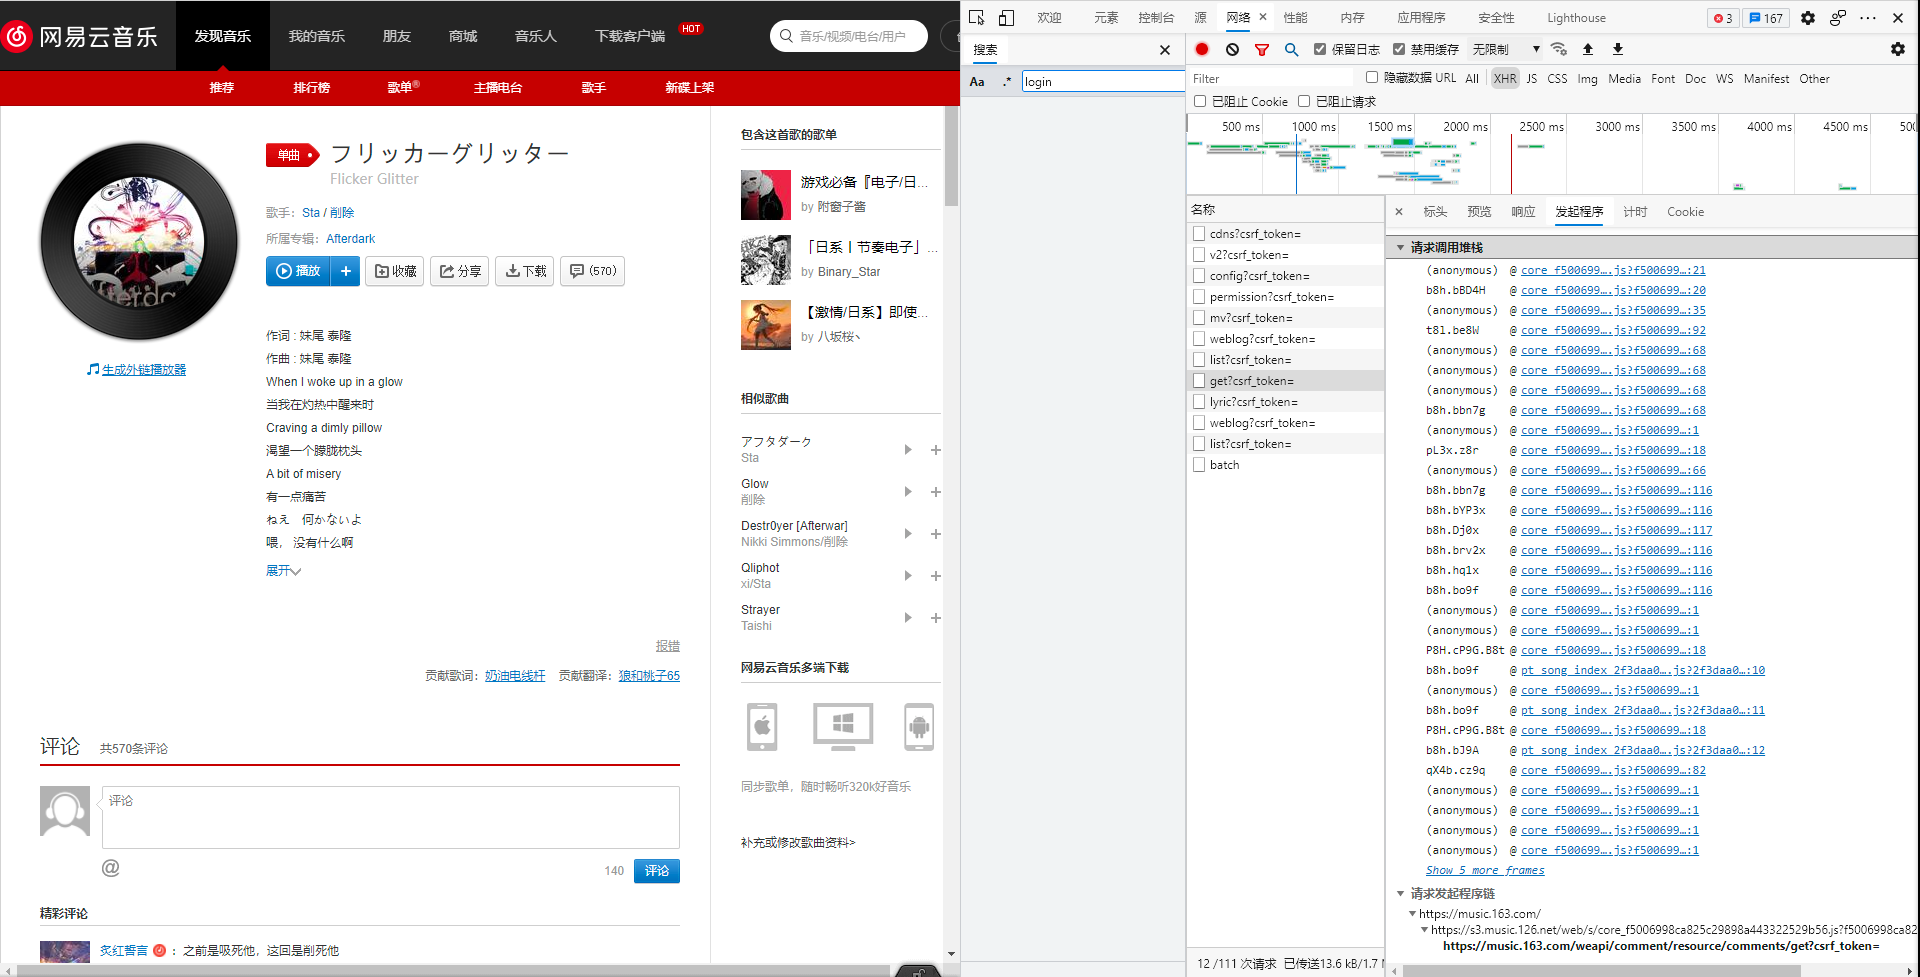 网易云音乐
发现音乐
我的音乐
朋友
商城
音乐人
下载客户端
HOT
音乐/视频/电台/用户
推荐
排行榜
歌单®
主播电台
歌手
新碟上架
单曲
フリッカーグリッター
Flicker Glitter
歌手：Sta / 削除
所属专辑：Afterdark
播放
+
收藏
分享
下载
(570)
作词 : 妹尾 泰隆
作曲 : 妹尾 泰隆
When I woke up in a glow
当我在灼热中醒来时
Craving a dimly pillow
渴望一个朦胧枕头
A bit of misery
有一点痛苦
ねえ　何かないよ
喂， 没有什么啊
展开
生成外链播放器
报错
贡献歌词：奶油电线杆 贡献翻译：狼和桃子65
评论 共570条评论
评论
@
140
评论
精彩评论
炙红誓言 ：之前是吸死他，这回是削死他
包含这首歌的歌单
游戏必备『电子/日...
by 附窗子酱
「日系丨节奏电子」...
by Binary_Star
【激情/日系】即使...
by 八坂桜丶
相似歌曲
アフタダーク
Sta
Glow
削除
Destr0yer [Afterwar]
Nikki Simmons/削除
Qliphot
xi/Sta
Strayer
Taishi
网易云音乐多端下载
同步歌单，随时畅听320k好音乐
补充或修改歌曲资料>
欢迎
元素
控制台
源
网络
性能
内存
应用程序
安全性
Lighthouse
3
167
搜索
Aa
.*
login
保留日志
禁用缓存
无限制
Filter
隐藏数据 URL
All
XHR
JS
CSS
Img
Media
Font
Doc
WS
Manifest
Other
已阻止 Cookie
已阻止请求
500 ms
1000 ms
1500 ms
2000 ms
2500 ms
3000 ms
3500 ms
4000 ms
4500 ms
名称
cdns?csrf_token=
v2?csrf_token=
config?csrf_token=
permission?csrf_token=
mv?csrf_token=
weblog?csrf_token=
list?csrf_token=
get?csrf_token=
lyric?csrf_token=
weblog?csrf_token=
list?csrf_token=
batch
12 /111 次请求 已传送13.6 kB/1.7 M
标头
预览
响应
发起程序
计时
Cookie
请求调用堆栈
(anonymous) @ core_f500699….js?f500699…:21
b8h.bBD4H @ core_f500699….js?f500699…:20
(anonymous) @ core_f500699….js?f500699…:35
t8l.be8W @ core_f500699….js?f500699…:92
(anonymous) @ core_f500699….js?f500699…:68
(anonymous) @ core_f500699….js?f500699…:68
(anonymous) @ core_f500699….js?f500699…:68
b8h.bbn7g @ core_f500699….js?f500699…:68
(anonymous) @ core_f500699….js?f500699…:1
pL3x.z8r @ core_f500699….js?f500699…:18
(anonymous) @ core_f500699….js?f500699…:66
b8h.bbn7g @ core_f500699….js?f500699…:116
b8h.bYP3x @ core_f500699….js?f500699…:116
b8h.Dj0x @ core_f500699….js?f500699…:117
b8h.brv2x @ core_f500699….js?f500699…:116
b8h.hq1x @ core_f500699….js?f500699…:116
b8h.bo9f @ core_f500699….js?f500699…:116
(anonymous) @ core_f500699….js?f500699…:1
(anonymous) @ core_f500699….js?f500699…:1
P8H.cP9G.B8t @ core_f500699….js?f500699…:18
b8h.bo9f @ pt_song_index_2f3daa0….js?2f3daa0…:10
(anonymous) @ core_f500699….js?f500699…:1
b8h.bo9f @ pt_song_index_2f3daa0….js?2f3daa0…:11
P8H.cP9G.B8t @ core_f500699….js?f500699…:18
b8h.bJ9A @ pt_song_index_2f3daa0….js?2f3daa0…:12
qX4b.cz9q @ core_f500699….js?f500699…:82
(anonymous) @ core_f500699….js?f500699…:1
(anonymous) @ core_f500699….js?f500699…:1
(anonymous) @ core_f500699….js?f500699…:1
(anonymous) @ core_f500699….js?f500699…:1
Show 5 more frames
请求发起程序链
https://music.163.com/
https://s3.music.126.net/web/s/core_f5006998ca825c29898a443322529b56.js?f5006998ca82
https://music.163.com/weapi/comment/resource/comments/get?csrf_token=